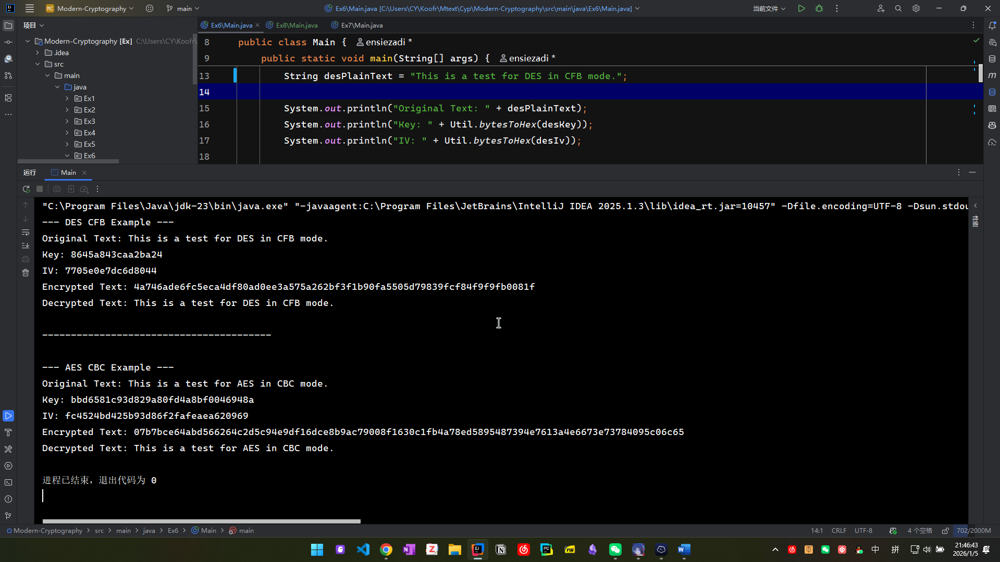 MC Modern-Cryptography main Ex6\Main.java [C:\Users\CY\Koofr\Mtext\Cyp\Modern-Cryptography\src\main\java\Ex6\Main.java] 当前文件
项目
Modern-Cryptography [Ex] C:\Users\CY\Koofr\
.idea
src
main
java
Ex1
Ex2
Ex3
Ex4
Ex5
Ex6
Ex6\Main.java Ex8\Main.java Ex7\Main.java
8 public class Main { ensiezadi *
9 public static void main(String[] args) { ensiezadi *
13 String desPlainText = "This is a test for DES in CFB mode.";
14
15 System.out.println("Original Text: " + desPlainText);
16 System.out.println("Key: " + Util.bytesToHex(desKey));
17 System.out.println("IV: " + Util.bytesToHex(desIv));
18
运行 Main
"C:\Program Files\Java\jdk-23\bin\java.exe" "-javaagent:C:\Program Files\JetBrains\IntelliJ IDEA 2025.1.3\lib\idea_rt.jar=10457" -Dfile.encoding=UTF-8 -Dsun.stdou
--- DES CFB Example ---
Original Text: This is a test for DES in CFB mode.
Key: 8645a843caa2ba24
IV: 7705e0e7dc6d8044
Encrypted Text: 4a746ade6fc5eca4df80ad0ee3a575a262bf3f1b90fa5505d79839fcf84f9f9fb0081f
Decrypted Text: This is a test for DES in CFB mode.
----------------------------------------
--- AES CBC Example ---
Original Text: This is a test for AES in CBC mode.
Key: bbd6581c93d829a80fd4a8bf0046948a
IV: fc4524bd425b93d86f2fafeaea620969
Encrypted Text: 07b7bce64abd566264c2d5c94e9df16dce8b9ac79008f1630c1fb4a78ed5895487394e7613a4e6673e73784095c06c65
Decrypted Text: This is a test for AES in CBC mode.
进程已结束，退出代码为 0
性能
Modern-Cryptography > src > main > java > Ex6 > Main > main 14:1 CRLF UTF-8 4 个空格 702/2000M
中 拼 21:46:43
2026/1/5